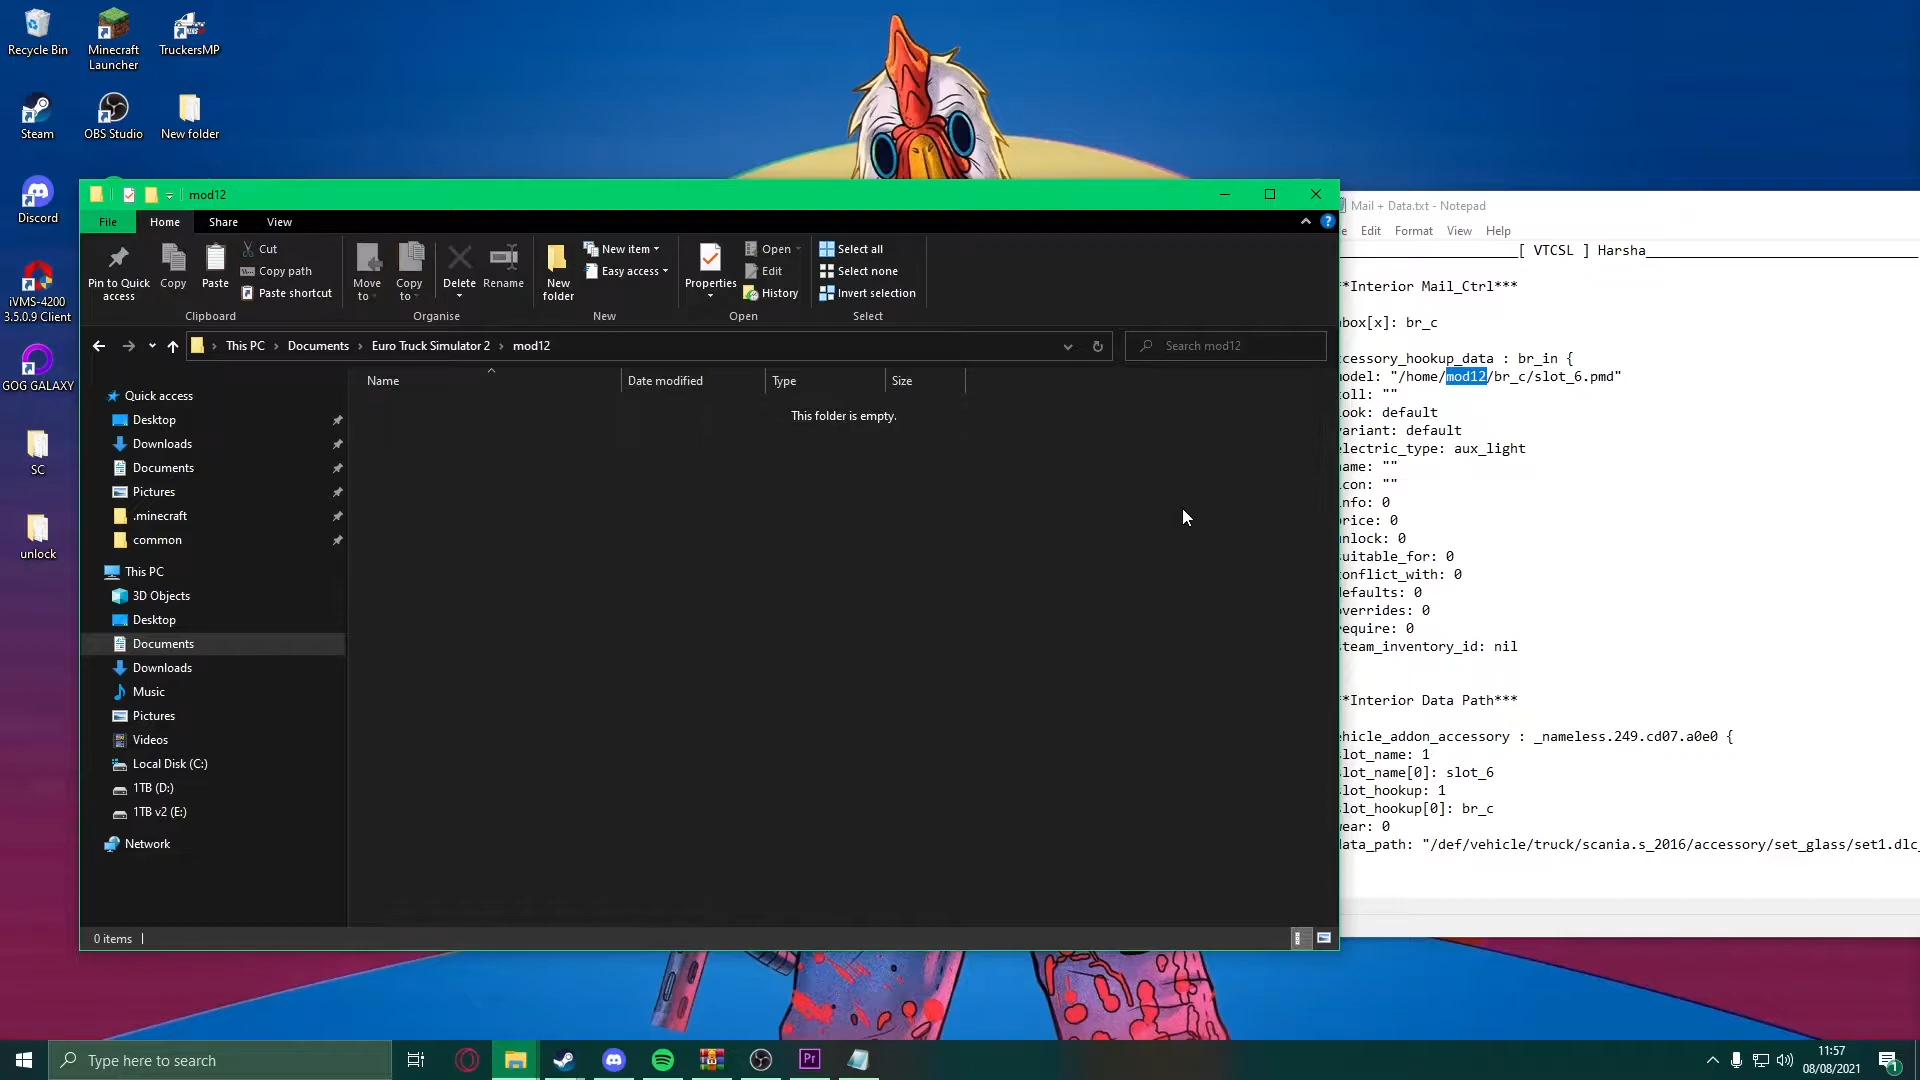 Recycle Bin
Minecraft
Launcher
TruckersMP
Steam
OBS Studio
New folder
Discord
iVMS-4200
3.5.0.9 Client
GOG GALAXY
SC
unlock
mod12
File
Home
Share
View
Pin to Quick
access
Copy
Paste
Cut
Copy path
Paste shortcut
Clipboard
Move
to
Copy
to
Delete
Rename
Organise
New
folder
New item
Easy access
New
Properties
Open
Edit
History
Open
Select all
Select none
Invert selection
Select
This PC > Documents > Euro Truck Simulator 2 > mod12
Search mod12
Name
Date modified
Type
Size
This folder is empty.
Quick access
Desktop
Downloads
Documents
Pictures
.minecraft
common
This PC
3D Objects
Desktop
Documents
Downloads
Music
Pictures
Videos
Local Disk (C:)
1TB (D:)
1TB v2 (E:)
Network
0 items
Mail + Data.txt - Notepad
Edit
Format
View
Help
[ VTCSL ] Harsha
*Interior Mail_Ctrl***
box[x]: br_c
ccessory_hookup_data : br_in {
odel: "/home/mod12/br_c/slot_6.pmd"
oll: ""
ook: default
ariant: default
lectric_type: aux_light
ame: ""
con: ""
nfo: 0
rice: 0
nlock: 0
uitable_for: 0
onflict_with: 0
efaults: 0
verrides: 0
equire: 0
team_inventory_id: nil
*Interior Data Path***
ehicle_addon_accessory : _nameless.249.cd07.a0e0 {
lot_name: 1
lot_name[0]: slot_6
lot_hookup: 1
lot_hookup[0]: br_c
ear: 0
ata_path: "/def/vehicle/truck/scania.s_2016/accessory/set_glass/set1.dlc_
Type here to search
Pr
11:57
08/08/2021
1